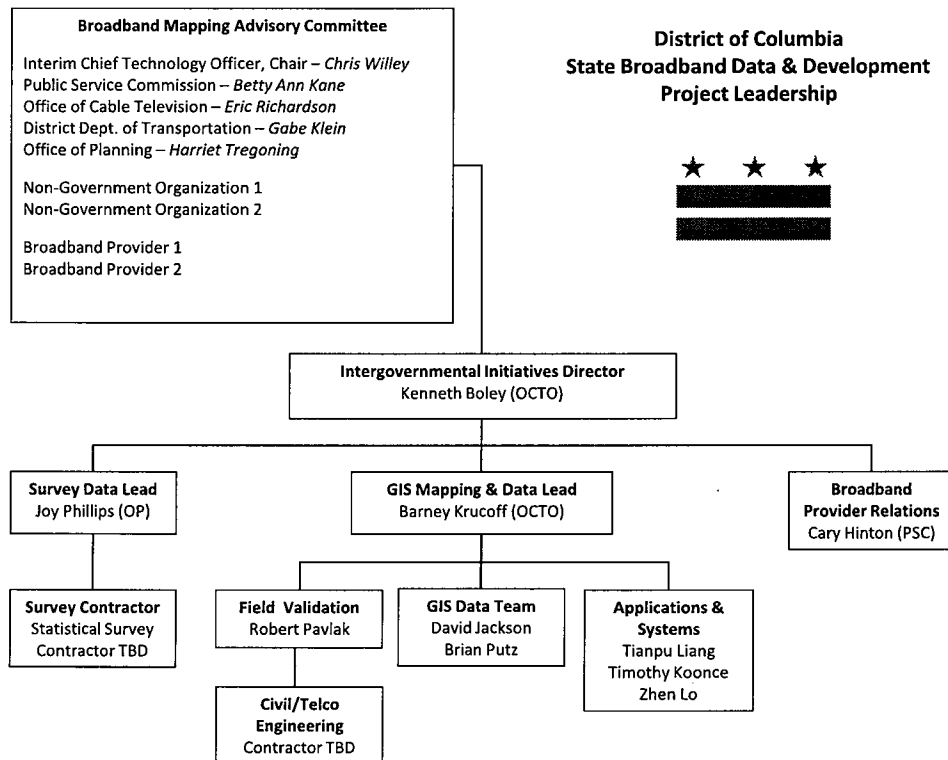 Broadband Mapping Advisory Committee
Interim Chief Technology Officer, Chair – Chris Willey
Public Service Commission – Betty Ann Kane
Office of Cable Television – Eric Richardson
District Dept. of Transportation – Gabe Klein
Office of Planning – Harriet Tregoning
Non-Government Organization 1
Non-Government Organization 2
Broadband Provider 1
Broadband Provider 2
District of Columbia
State Broadband Data & Development
Project Leadership
Intergovernmental Initiatives Director
Kenneth Boley (OCTO)
Survey Data Lead
Joy Phillips (OP)
GIS Mapping & Data Lead
Barney Krucoff (OCTO)
Broadband
Provider Relations
Cary Hinton (PSC)
Survey Contractor
Statistical Survey
Contractor TBD
Field Validation
Robert Pavlak
GIS Data Team
David Jackson
Brian Putz
Applications &
Systems
Tianpu Liang
Timothy Koonce
Zhen Lo
Civil/Telco
Engineering
Contractor TBD